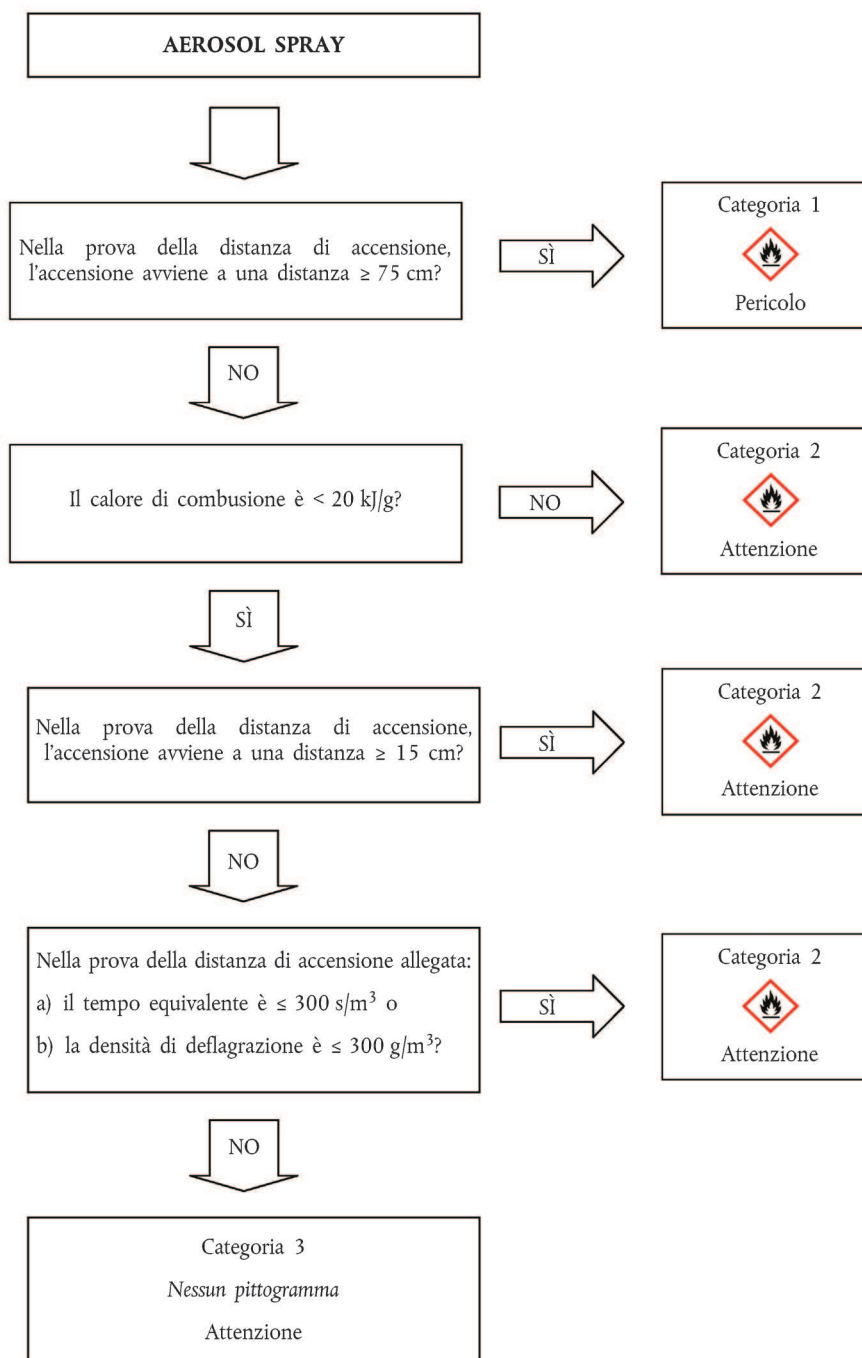 AEROSOL SPRAY
Nella prova della distanza di accensione,
l'accensione avviene a una distanza ≥ 75 cm?
SÌ
Categoria 1
Pericolo
NO
Il calore di combusione è < 20 kJ/g?
NO
Categoria 2
Attenzione
SÌ
Nella prova della distanza di accensione,
l'accensione avviene a una distanza ≥ 15 cm?
SÌ
Categoria 2
Attenzione
NO
Nella prova della distanza di accensione allegata:
a) il tempo equivalente è ≤ 300 s/m³ o
b) la densità di deflagrazione è ≤ 300 g/m³?
SÌ
Categoria 2
Attenzione
NO
Categoria 3
Nessun pittogramma
Attenzione